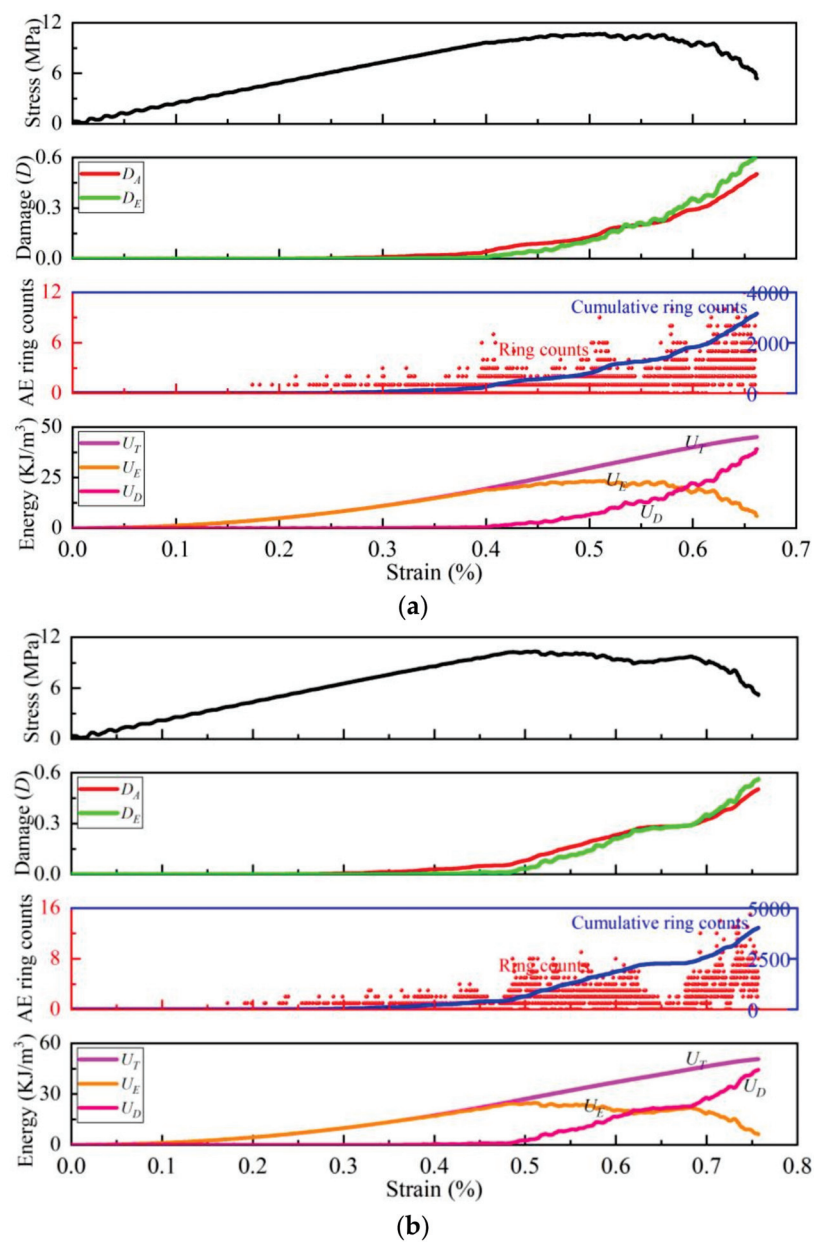 12
6
0
Stress (MPa)
0.6
0.3
0.0
Damage (D)
D_A
D_E
12
6
0
AE ring counts
Cumulative ring counts
Ring counts
4000
2000
0
50
25
0
Energy (KJ/m³)
U_T
U_E
U_D
U_T
U_E
U_D
0.0 0.1 0.2 0.3 0.4 0.5 0.6 0.7
Strain (%)
(a)
12
6
0
Stress (MPa)
0.6
0.3
0.0
Damage (D)
D_A
D_E
16
8
0
AE ring counts
Cumulative ring counts
Ring counts
5000
2500
0
60
30
0
Energy (KJ/m³)
U_T
U_E
U_D
U_T
U_E
U_D
0.0 0.1 0.2 0.3 0.4 0.5 0.6 0.7 0.8
Strain (%)
(b)